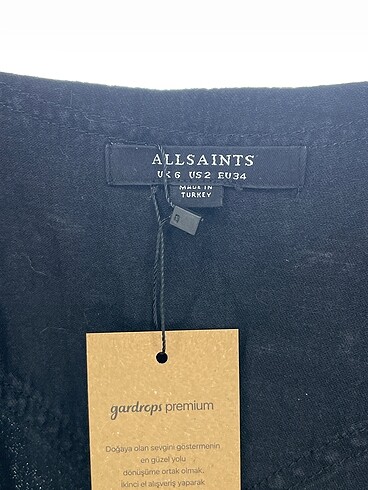 ALLSAINTS
UK 6 US 2 EU 34
MADE IN
TURKEY
gardrops premium
Doğaya olan sevgini göstermenin
en güzel yolu
dönüşüme ortak olmak,
ikinci el alışveriş yaparak